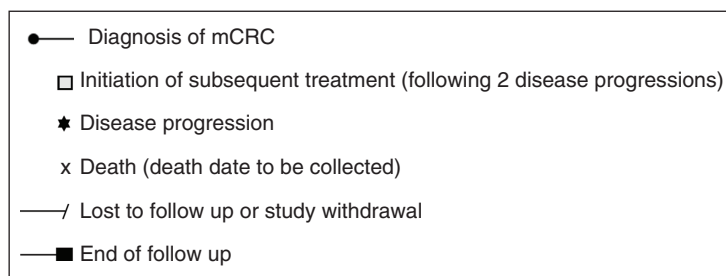 Diagnosis of mCRC
Initiation of subsequent treatment (following 2 disease progressions)
Disease progression
x Death (death date to be collected)
Lost to follow up or study withdrawal
End of follow up